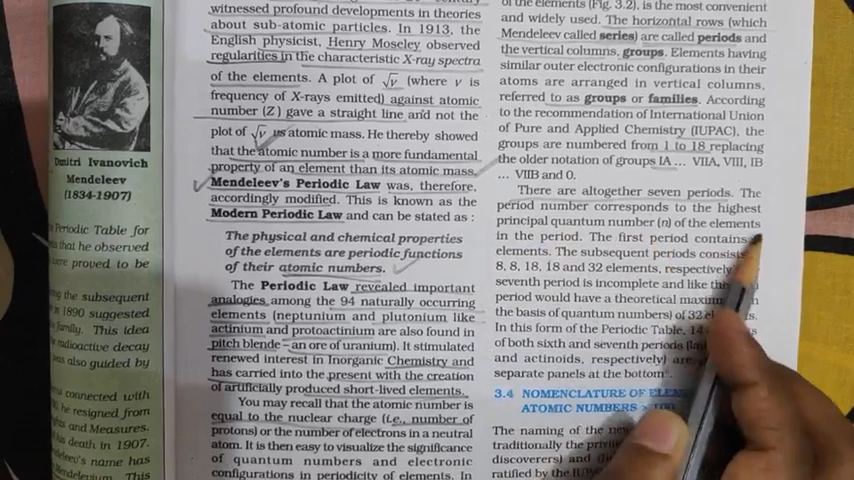 Dmitri Ivanovich
Mendeleev
(1834-1907)
Periodic Table for
s that he observed
were proved to be
ng the subsequent
in 1890 suggested
family. This idea
radioactive decay
was also guided by
s connected with
he resigned from
ghts and Measures.
his death in 1907.
deleev's name has
Mendelevium. This
witnessed profound developments in theories
about sub-atomic particles. In 1913, the
English physicist, Henry Moseley observed
regularities in the characteristic X-ray spectra
of the elements. A plot of √ν (where ν is
frequency of X-rays emitted) against atomic
number (Z) gave a straight line and not the
plot of √ν vs atomic mass. He thereby showed
that the atomic number is a more fundamental
property of an element than its atomic mass.
Mendeleev's Periodic Law was, therefore,
accordingly modified. This is known as the
Modern Periodic Law and can be stated as :
The physical and chemical properties
of the elements are periodic functions
of their atomic numbers.
The Periodic Law revealed important
analogies among the 94 naturally occurring
elements (neptunium and plutonium like
actinium and protactinium are also found in
pitch blende – an ore of uranium). It stimulated
renewed interest in Inorganic Chemistry and
has carried into the present with the creation
of artificially produced short-lived elements.
You may recall that the atomic number is
equal to the nuclear charge (i.e., number of
protons) or the number of electrons in a neutral
atom. It is then easy to visualize the significance
of quantum numbers and electronic
configurations in periodicity of elements. In
of the elements (Fig. 3.2), is the most convenient
and widely used. The horizontal rows (which
Mendeleev called series) are called periods and
the vertical columns, groups. Elements having
similar outer electronic configurations in their
atoms are arranged in vertical columns,
referred to as groups or families. According
to the recommendation of International Union
of Pure and Applied Chemistry (IUPAC), the
groups are numbered from 1 to 18 replacing
the older notation of groups IA ... VIIA, VIII, IB
... VIIB and 0.
There are altogether seven periods. The
period number corresponds to the highest
principal quantum number (n) of the elements
in the period. The first period contains
elements. The subsequent periods consists
8, 8, 18, 18 and 32 elements, respectively
seventh period is incomplete and like the
period would have a theoretical maxim
the basis of quantum numbers) of 32
In this form of the Periodic Table, 14
of both sixth and seventh periods
and actinoids, respectively) are
separate panels at the bottom*.
3.4 NOMENCLATURE OF
ATOMIC NUMBERS > 100
The naming of the new
traditionally the
discoverers) and
ratified by the